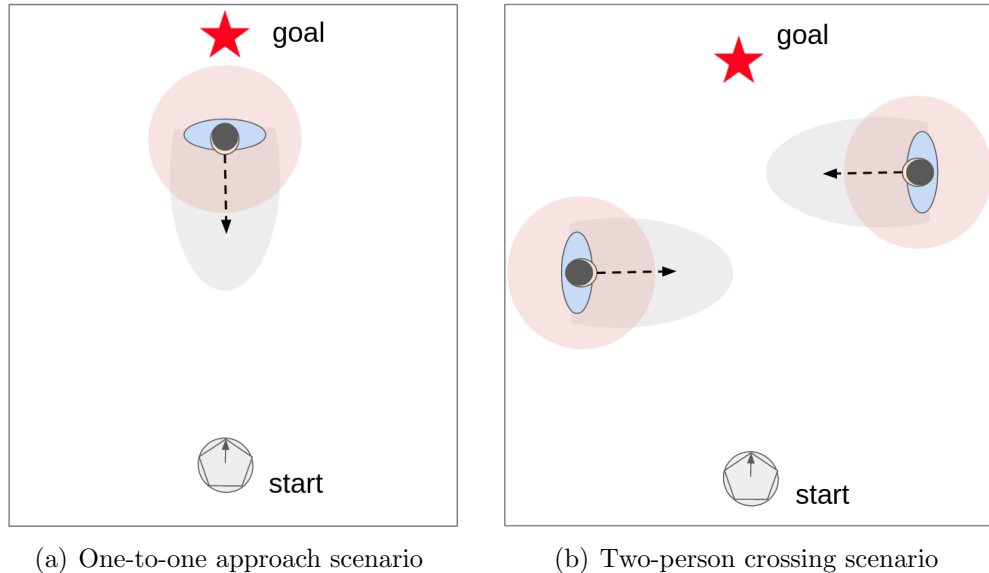 goal
start
(a) One-to-one approach scenario
goal
start
(b) Two-person crossing scenario